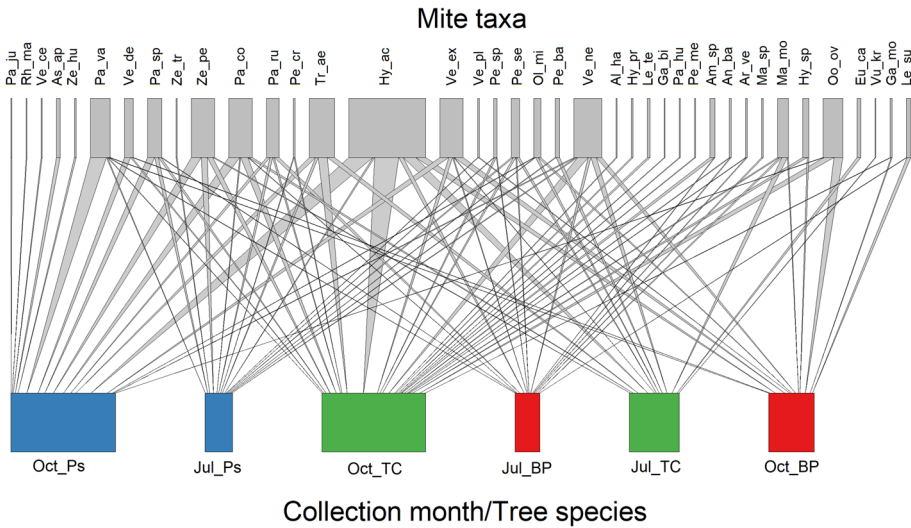 Mite taxa
Pa_ju
Rh_ma
Ve_ce
As_ap
Ze_hu
Pa_va
Ve_de
Pa_sp
Ze_tr
Ze_pe
Pa_co
Pa_ru
Pe_cr
Tr_ae
Hy_ac
Ve_ex
Ve_pl
Pe_sp
Pe_se
Ol_mi
Pe_ba
Ve_ne
Al_ha
Hy_pr
Le_te
Ga_bi
Pa_hu
Pe_me
Am_sp
An_ba
Ar_ve
Ma_sp
Ma_mo
Hy_sp
Oo_ov
Eu_ca
Vu_kr
Ga_mo
Le_su
Oct_Ps
Jul_Ps
Oct_TC
Jul_BP
Jul_TC
Oct_BP
Collection month/Tree species